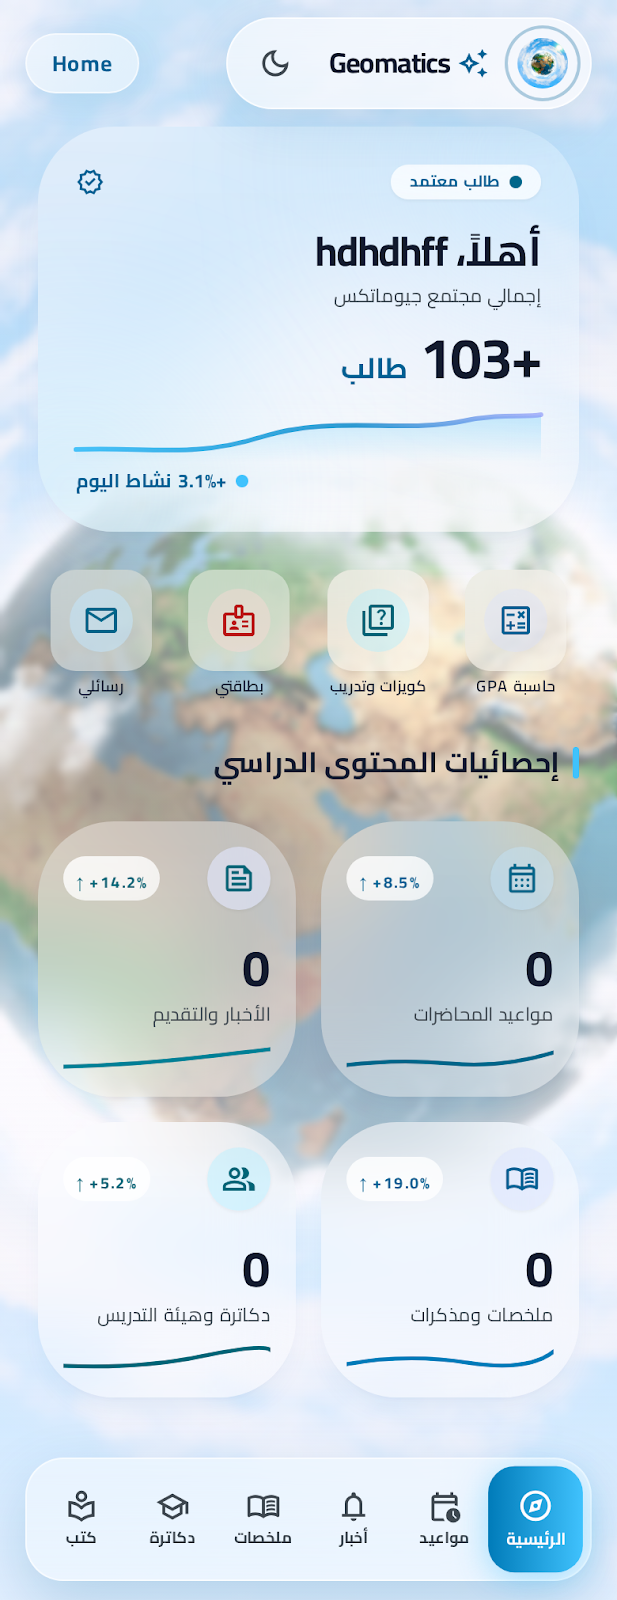 Geomatics
Home
طالب معتمد
أهلاً، hdhdhff
إجمالي مجتمع جيوماتكس
+103 طالب
+3.1% نشاط اليوم
حاسبة GPA
كويزات وتدريب
بطاقتي
رسائلي
إحصائيات المحتوى الدراسي
↑ +8.5%
0
مواعيد المحاضرات
↑ +14.2%
0
الأخبار والتقديم
↑ +19.0%
0
ملخصات ومذكرات
↑ +5.2%
0
دكاترة وهيئة التدريس
الرئيسية
مواعيد
أخبار
ملخصات
دكاترة
كتب